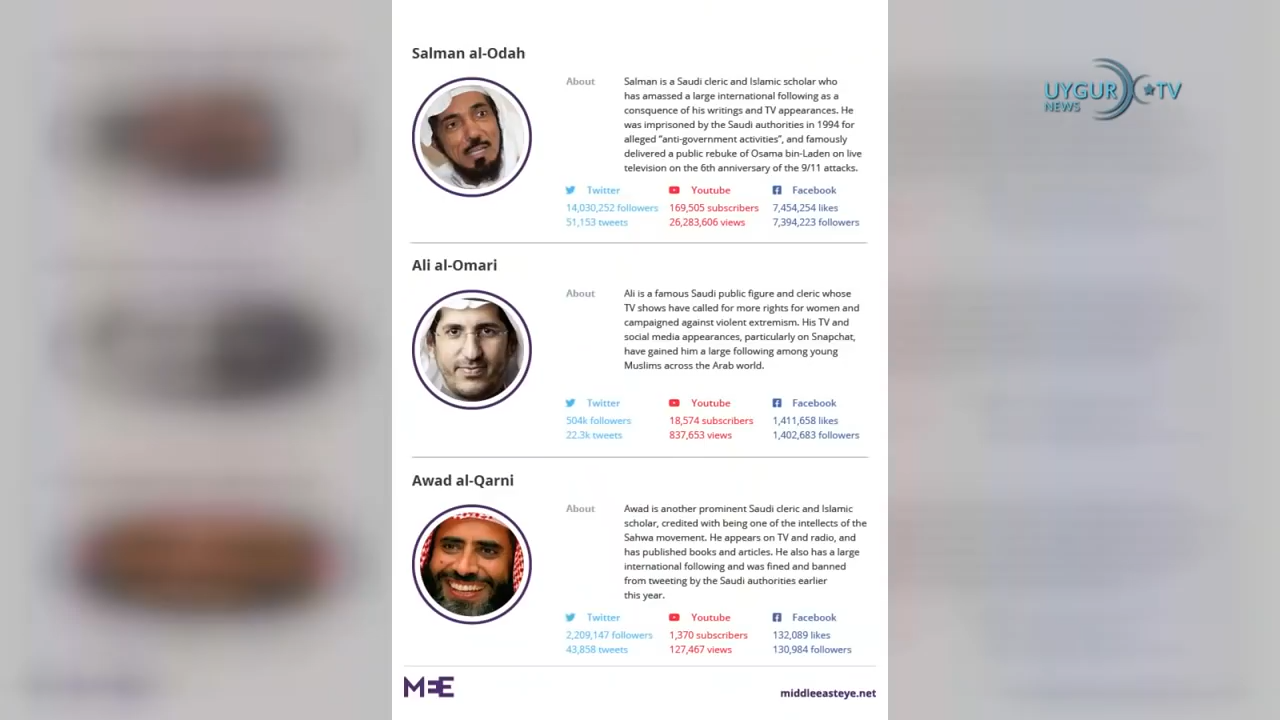 Salman al-Odah
About
Salman is a Saudi cleric and Islamic scholar who
has amassed a large international following as a
consquence of his writings and TV appearances. He
was imprisoned by the Saudi authorities in 1994 for
alleged “anti-government activities”, and famously
delivered a public rebuke of Osama bin-Laden on live
television on the 6th anniversary of the 9/11 attacks.
Twitter Youtube Facebook
14,030,252 followers 169,505 subscribers 7,454,254 likes
51,153 tweets 26,283,606 views 7,394,223 followers
Ali al-Omari
About
Ali is a famous Saudi public figure and cleric whose
TV shows have called for more rights for women and
campaigned against violent extremism. His TV and
social media appearances, particularly on Snapchat,
have gained him a large following among young
Muslims across the Arab world.
Twitter Youtube Facebook
504k followers 18,574 subscribers 1,411,658 likes
22.3k tweets 837,653 views 1,402,683 followers
Awad al-Qarni
About
Awad is another prominent Saudi cleric and Islamic
scholar, credited with being one of the intellects of the
Sahwa movement. He appears on TV and radio, and
has published books and articles. He also has a large
international following and was fined and banned
from tweeting by the Saudi authorities earlier
this year.
Twitter Youtube Facebook
2,209,147 followers 1,370 subscribers 132,089 likes
43,858 tweets 127,467 views 130,984 followers
MEE
middleeasteye.net
UYGUR TV
NEWS